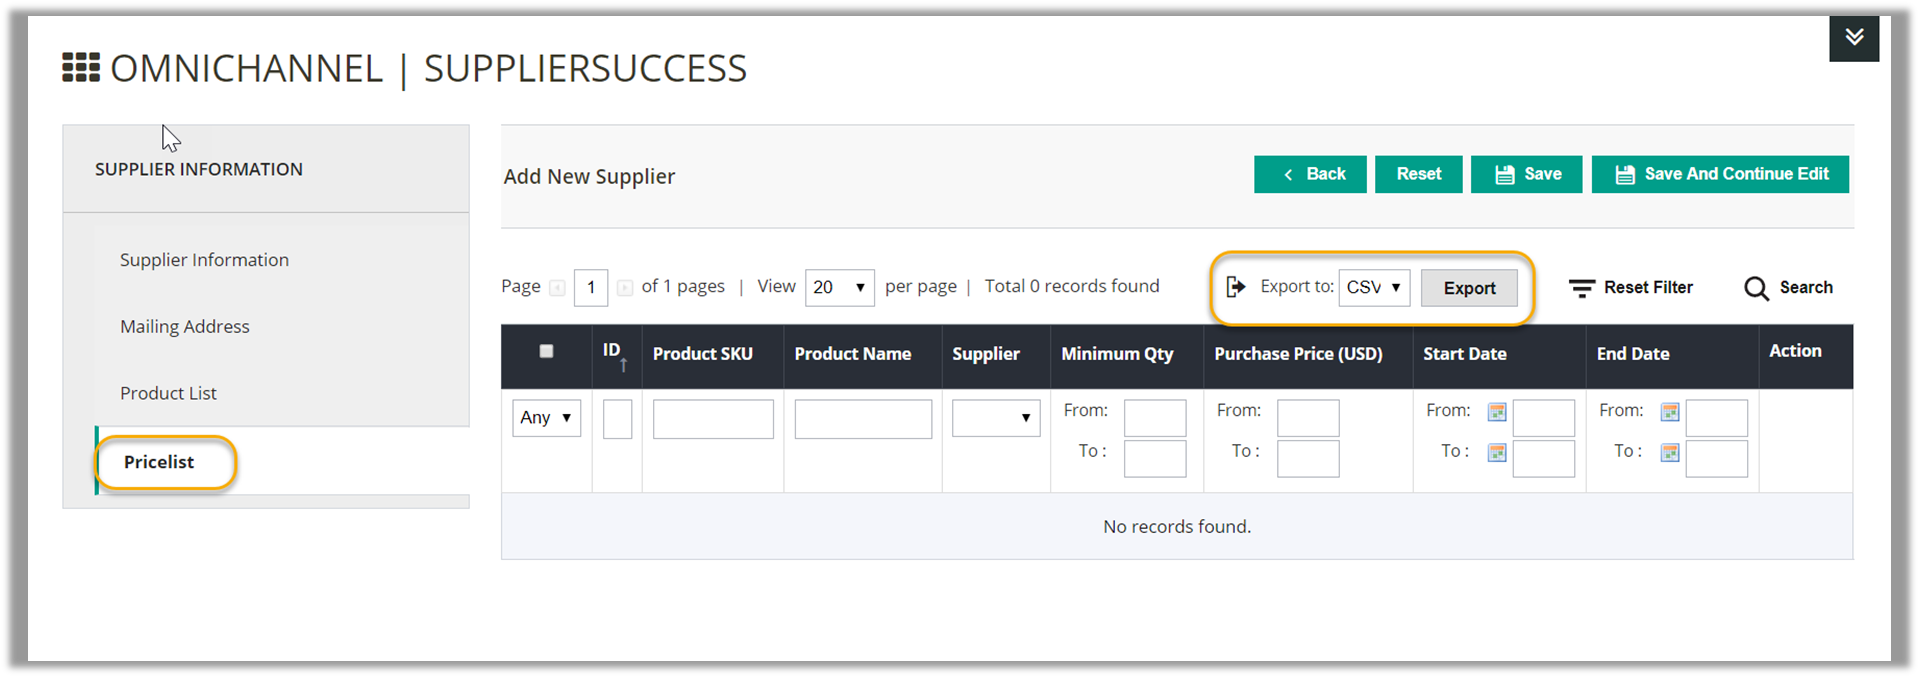 OMNICHANNEL | SUPPLIERSUCCESS
SUPPLIER INFORMATION
Supplier Information
Mailing Address
Product List
Pricelist
Add New Supplier
Back Reset Save Save And Continue Edit
Page 1 of 1 pages | View 20 per page | Total 0 records found Export to: CSV Export Reset Filter Search
ID Product SKU Product Name Supplier Minimum Qty Purchase Price (USD) Start Date End Date Action
Any From: From: From: From:
To : To : To : To :
No records found.